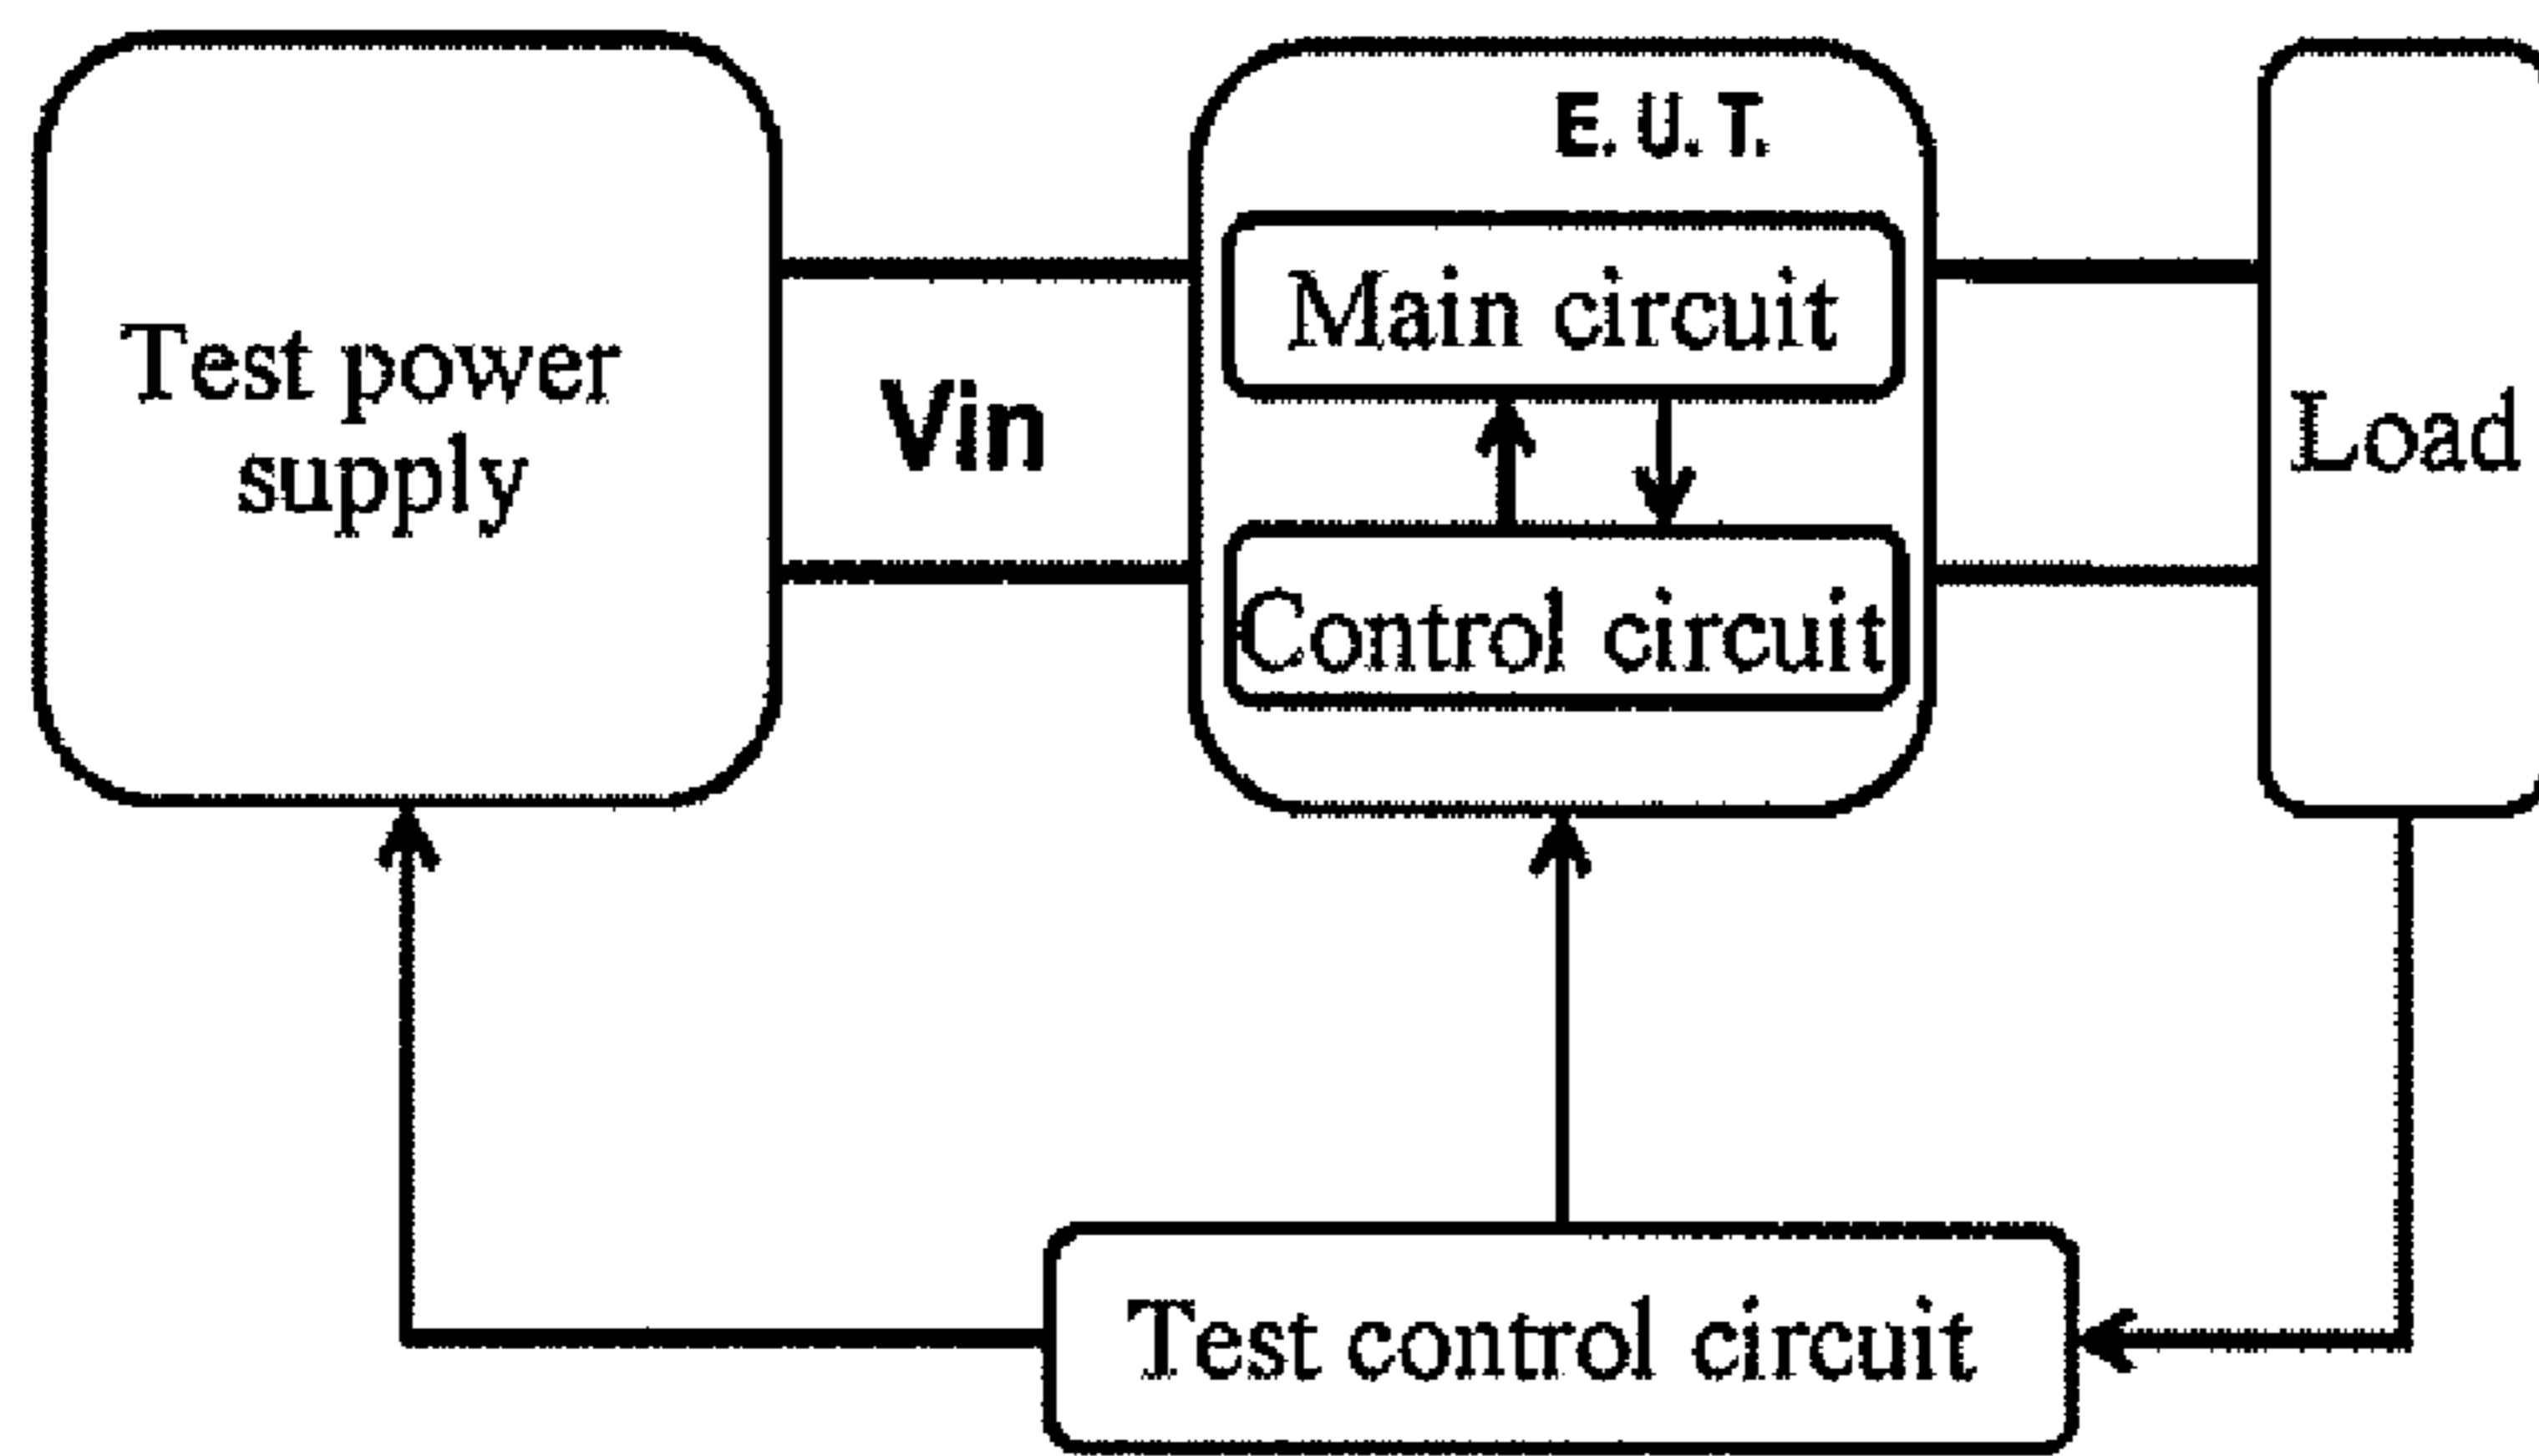 E. U. T.
Main circuit
Test power
supply
Vin
Load
Control circuit
Test control circuit